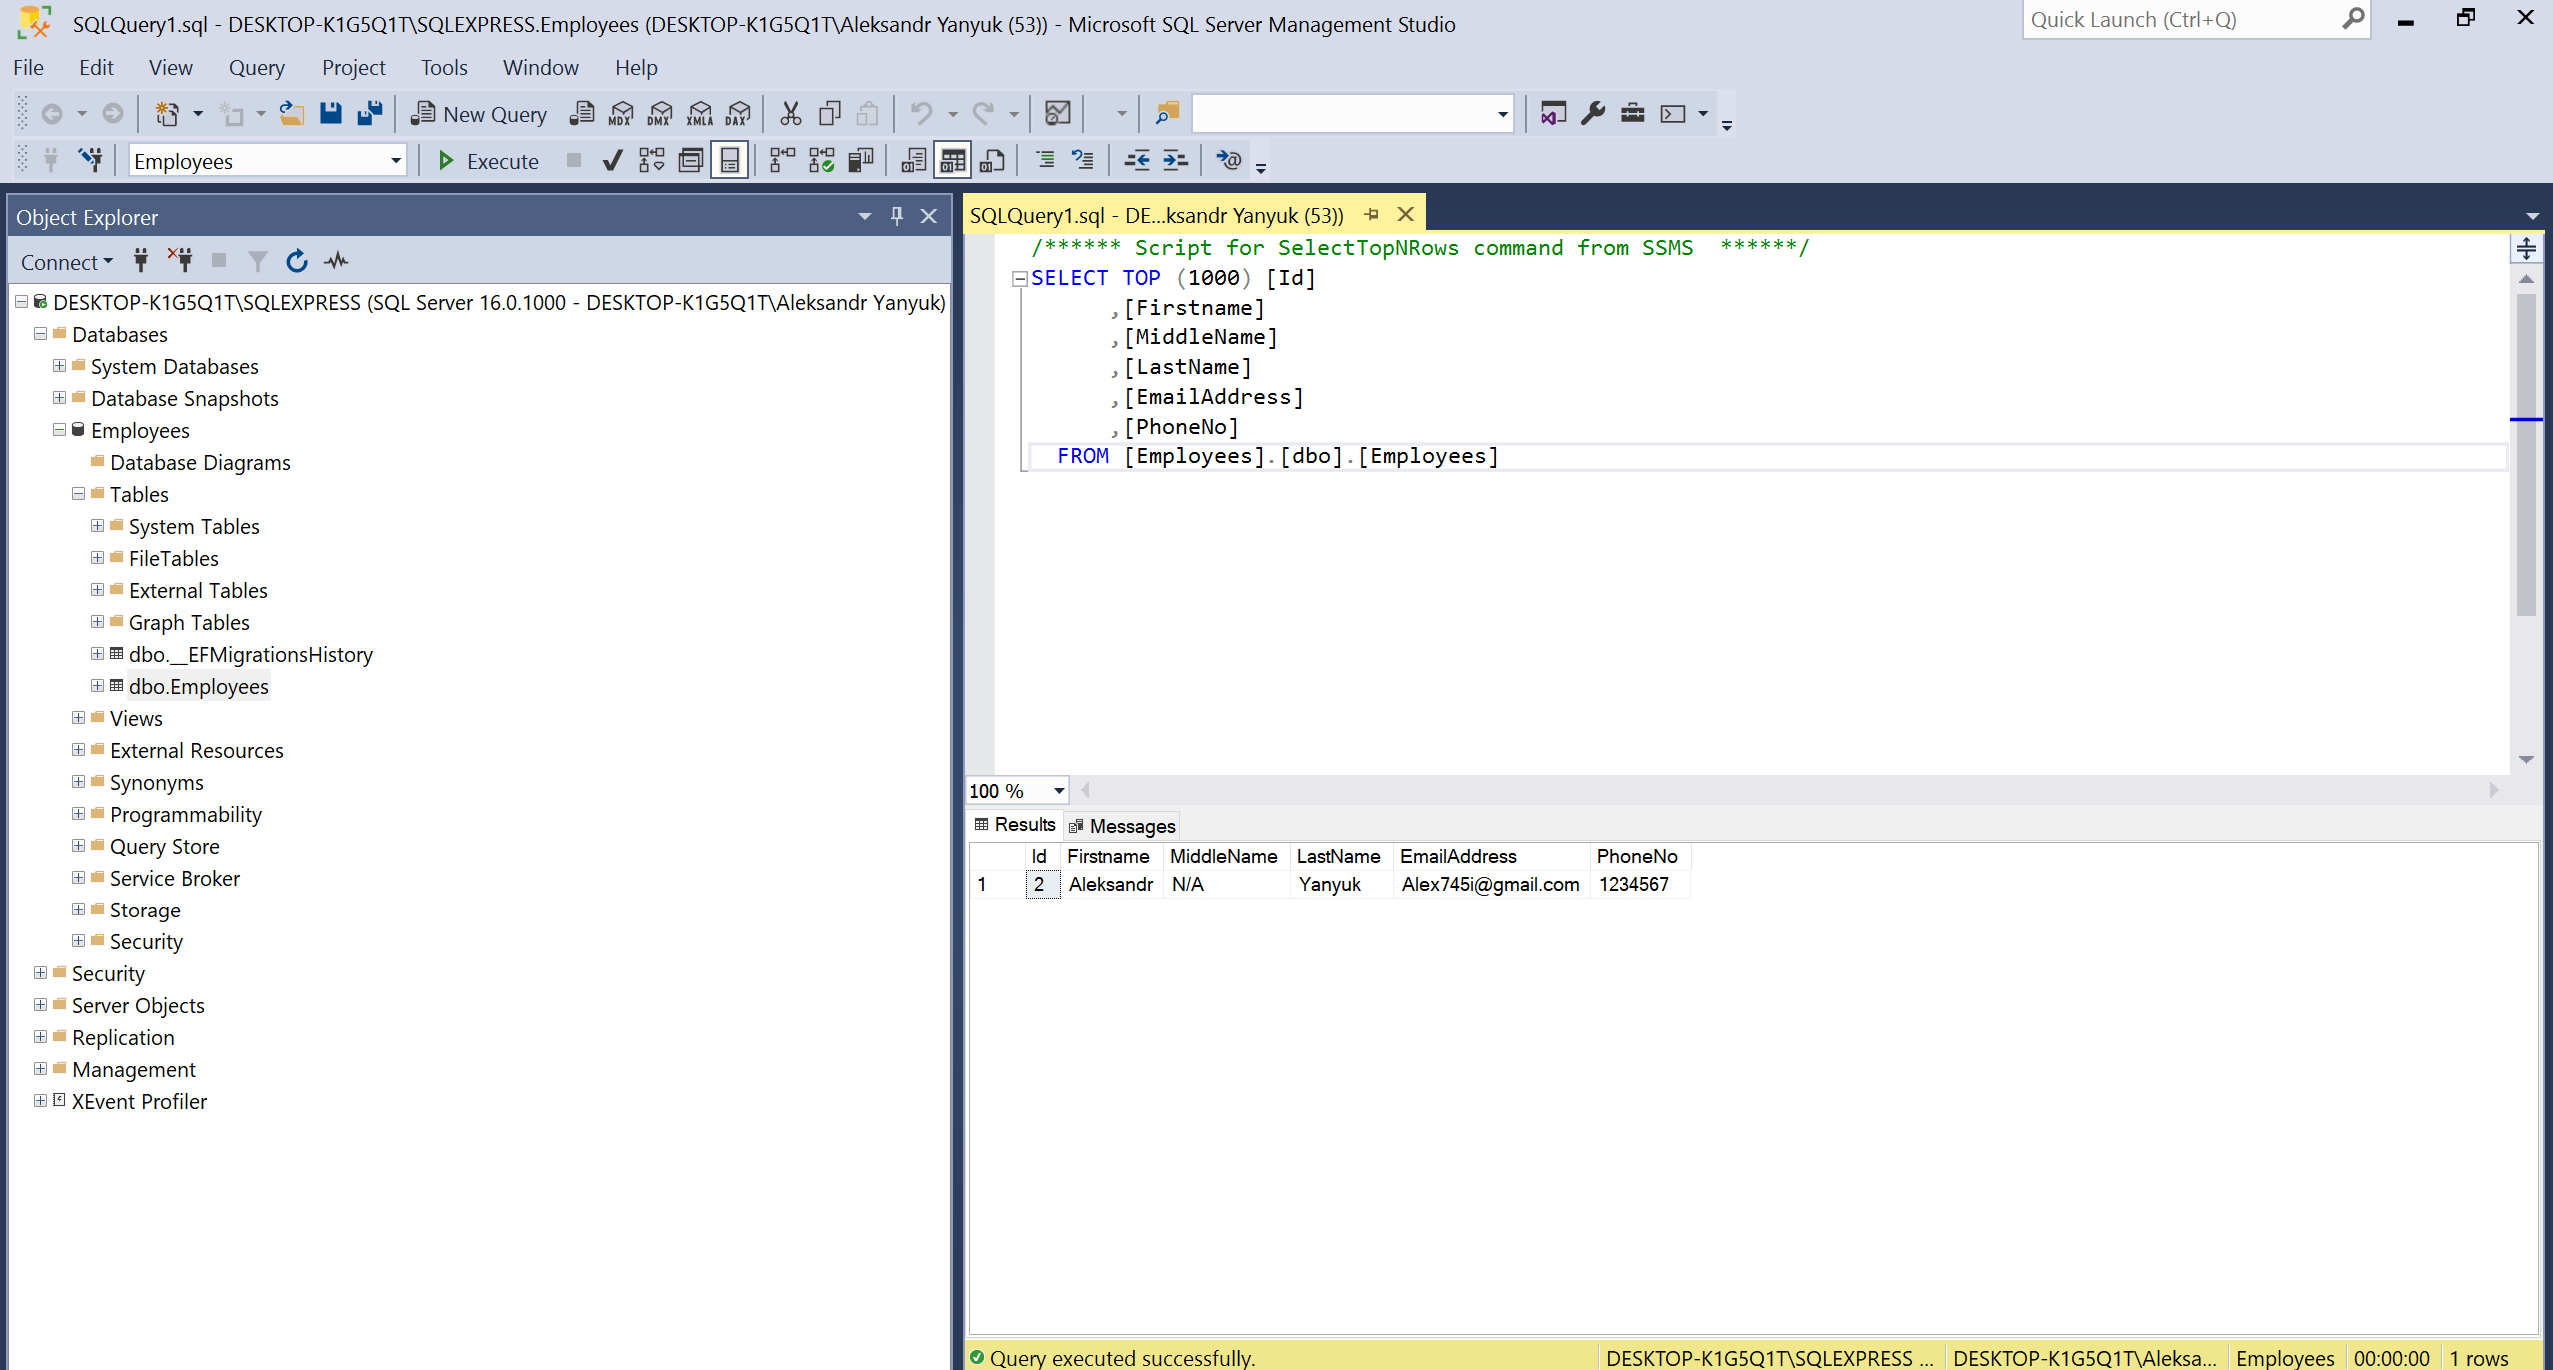 SQLQuery1.sql - DESKTOP-K1G5Q1T\SQLEXPRESS.Employees (DESKTOP-K1G5Q1T\Aleksandr Yanyuk (53)) - Microsoft SQL Server Management Studio
Quick Launch (Ctrl+Q)
File Edit View Query Project Tools Window Help
New Query MDX DMX XMLA DAX
Employees Execute
Object Explorer
Connect
DESKTOP-K1G5Q1T\SQLEXPRESS (SQL Server 16.0.1000 - DESKTOP-K1G5Q1T\Aleksandr Yanyuk)
Databases
System Databases
Database Snapshots
Employees
Database Diagrams
Tables
System Tables
FileTables
External Tables
Graph Tables
dbo.__EFMigrationsHistory
dbo.Employees
Views
External Resources
Synonyms
Programmability
Query Store
Service Broker
Storage
Security
Security
Server Objects
Replication
Management
XEvent Profiler
SQLQuery1.sql - DE...ksandr Yanyuk (53))
/****** Script for SelectTopNRows command from SSMS  ******/
SELECT TOP (1000) [Id]
,[Firstname]
,[MiddleName]
,[LastName]
,[EmailAddress]
,[PhoneNo]
FROM [Employees].[dbo].[Employees]
100 %
Results Messages
Id Firstname MiddleName LastName EmailAddress PhoneNo
1 2 Aleksandr N/A Yanyuk Alex745i@gmail.com 1234567
Query executed successfully. DESKTOP-K1G5Q1T\SQLEXPRESS ... DESKTOP-K1G5Q1T\Aleksa... Employees 00:00:00 1 rows